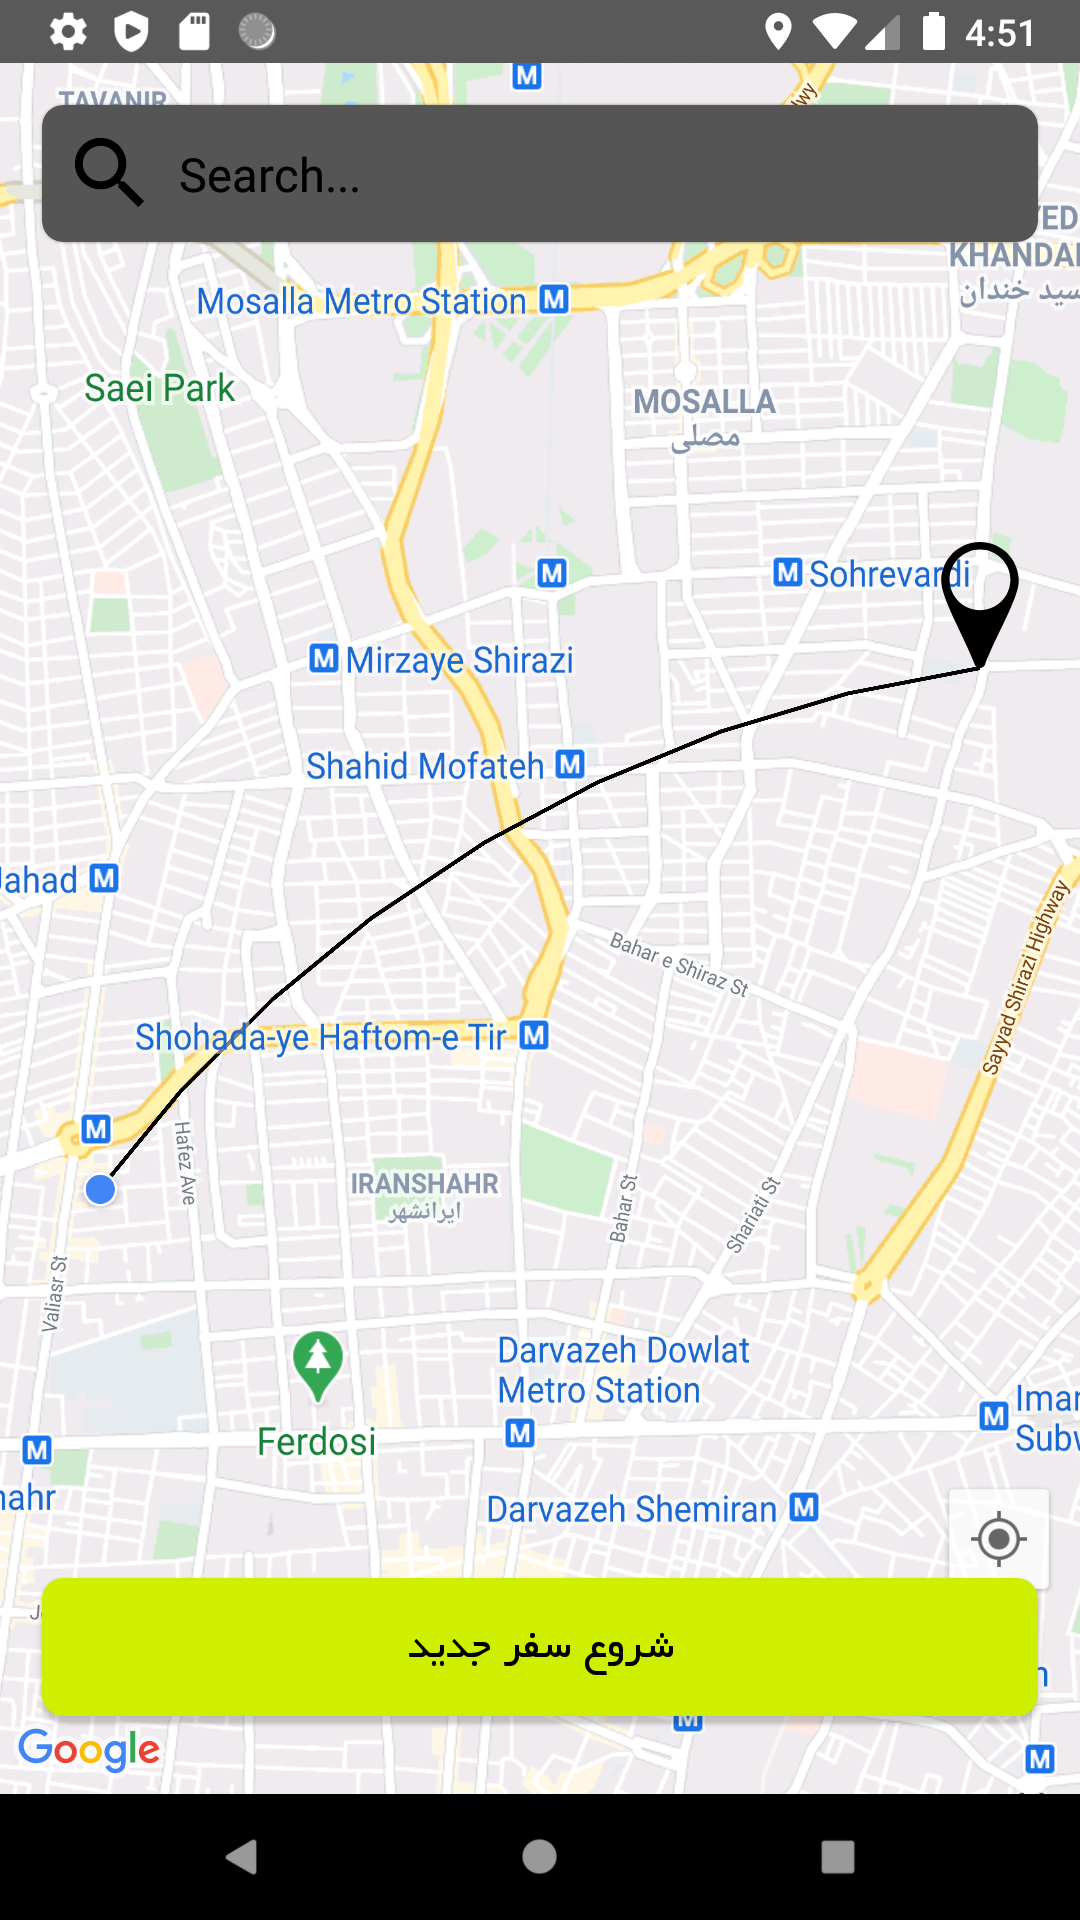 4:51
TAVANIR
Search...
KHANDA
سید خندان
Mosalla Metro Station
Saei Park
MOSALLA
مصلی
Sohrevardi
Mirzaye Shirazi
Shahid Mofateh
Jahad
Bahar e Shiraz St
Sayyad Shirazi Highway
Shohada-ye Haftom-e Tir
Hafez Ave
IRANSHAHR
ایرانشهر
Bahar St
Shariati St
Valiasr St
Darvazeh Dowlat
Metro Station
Ferdosi
Darvazeh Shemiran
شروع سفر جدید
Google